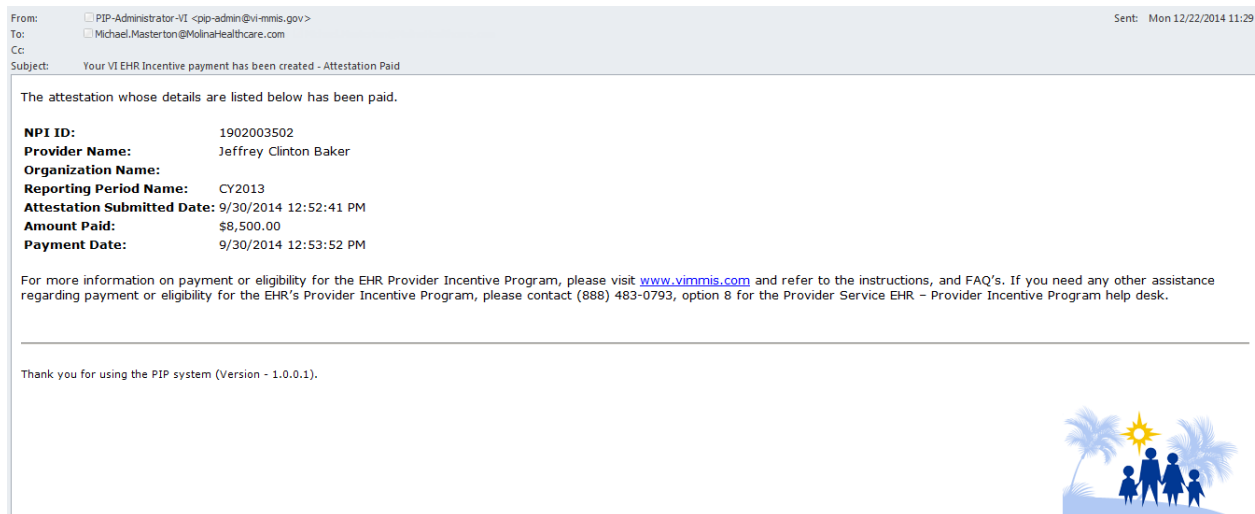 From: PIP-Administrator-VI <pip-admin@vi-mmis.gov> Sent: Mon 12/22/2014 11:29
To: Michael.Masterton@MolinaHealthcare.com
Cc:
Subject: Your VI EHR Incentive payment has been created - Attestation Paid
The attestation whose details are listed below has been paid.
NPI ID: 1902003502
Provider Name: Jeffrey Clinton Baker
Organization Name:
Reporting Period Name: CY2013
Attestation Submitted Date: 9/30/2014 12:52:41 PM
Amount Paid: $8,500.00
Payment Date: 9/30/2014 12:53:52 PM
For more information on payment or eligibility for the EHR Provider Incentive Program, please visit www.vimmis.com and refer to the instructions, and FAQ's. If you need any other assistance
regarding payment or eligibility for the EHR's Provider Incentive Program, please contact (888) 483-0793, option 8 for the Provider Service EHR – Provider Incentive Program help desk.
Thank you for using the PIP system (Version - 1.0.0.1).